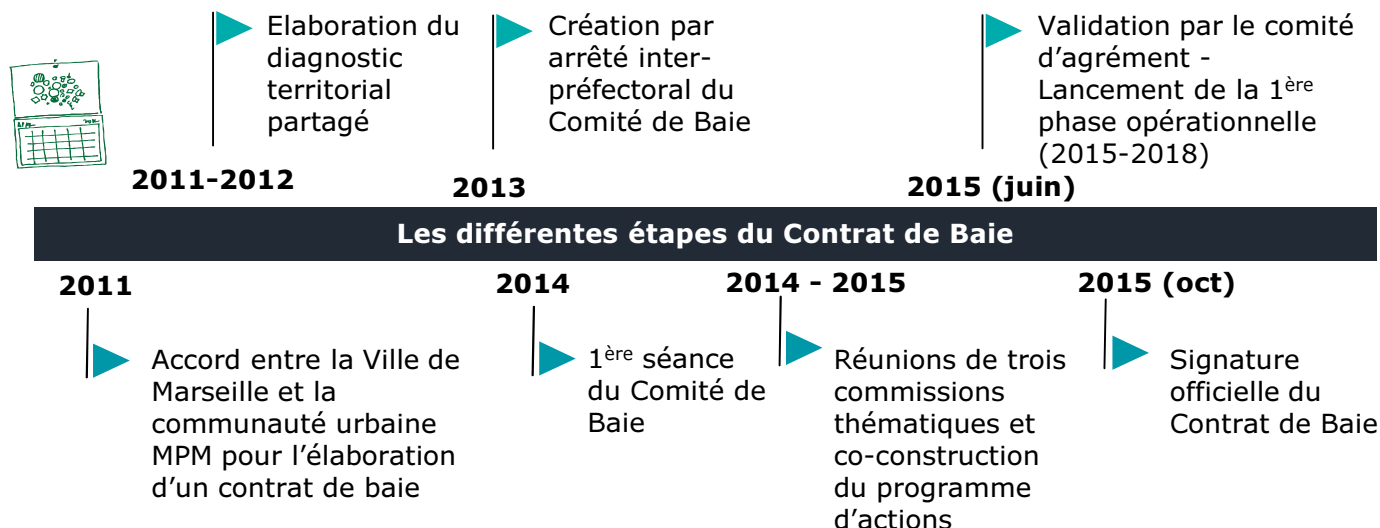 Elaboration du
diagnostic
territorial
partagé
2011-2012
Création par
arrêté inter-
préfectoral du
Comité de Baie
2013
Validation par le comité
d’agrément -
Lancement de la 1ère
phase opérationnelle
(2015-2018)
2015 (juin)
Les différentes étapes du Contrat de Baie
2011
Accord entre la Ville de
Marseille et la
communauté urbaine
MPM pour l’élaboration
d’un contrat de baie
2014
1ère séance
du Comité de
Baie
2014 - 2015
Réunions de trois
commissions
thématiques et
co-construction
du programme
d’actions
2015 (oct)
Signature
officielle du
Contrat de Baie